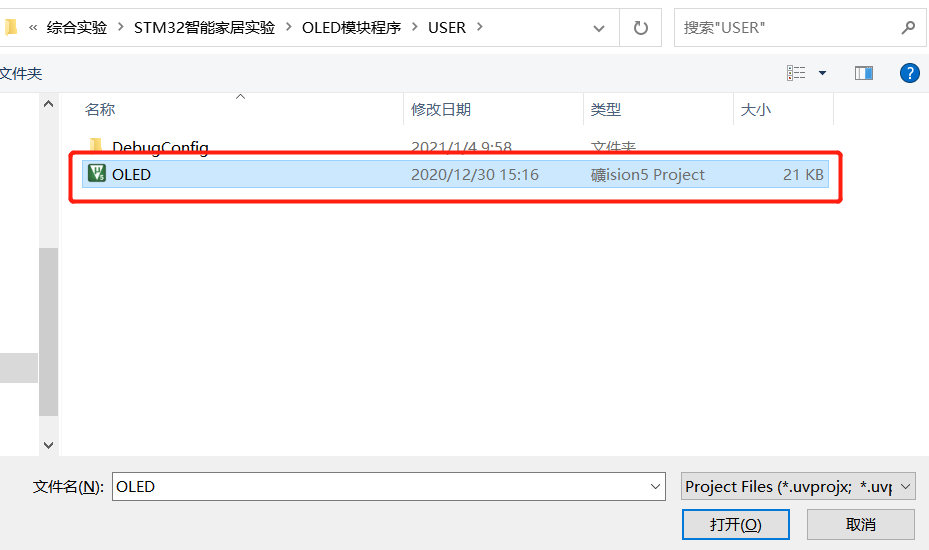 « 综合实验 > STM32智能家居实验 > OLED模块程序 > USER >
搜索"USER"
文件夹
名称 修改日期 类型 大小
DebugConfig 2021/1/4 9:58 文件夹
OLED 2020/12/30 15:16 礦ision5 Project 21 KB
文件名(N): OLED
Project Files (*.uvprojx; *.uvp
打开(O) 取消